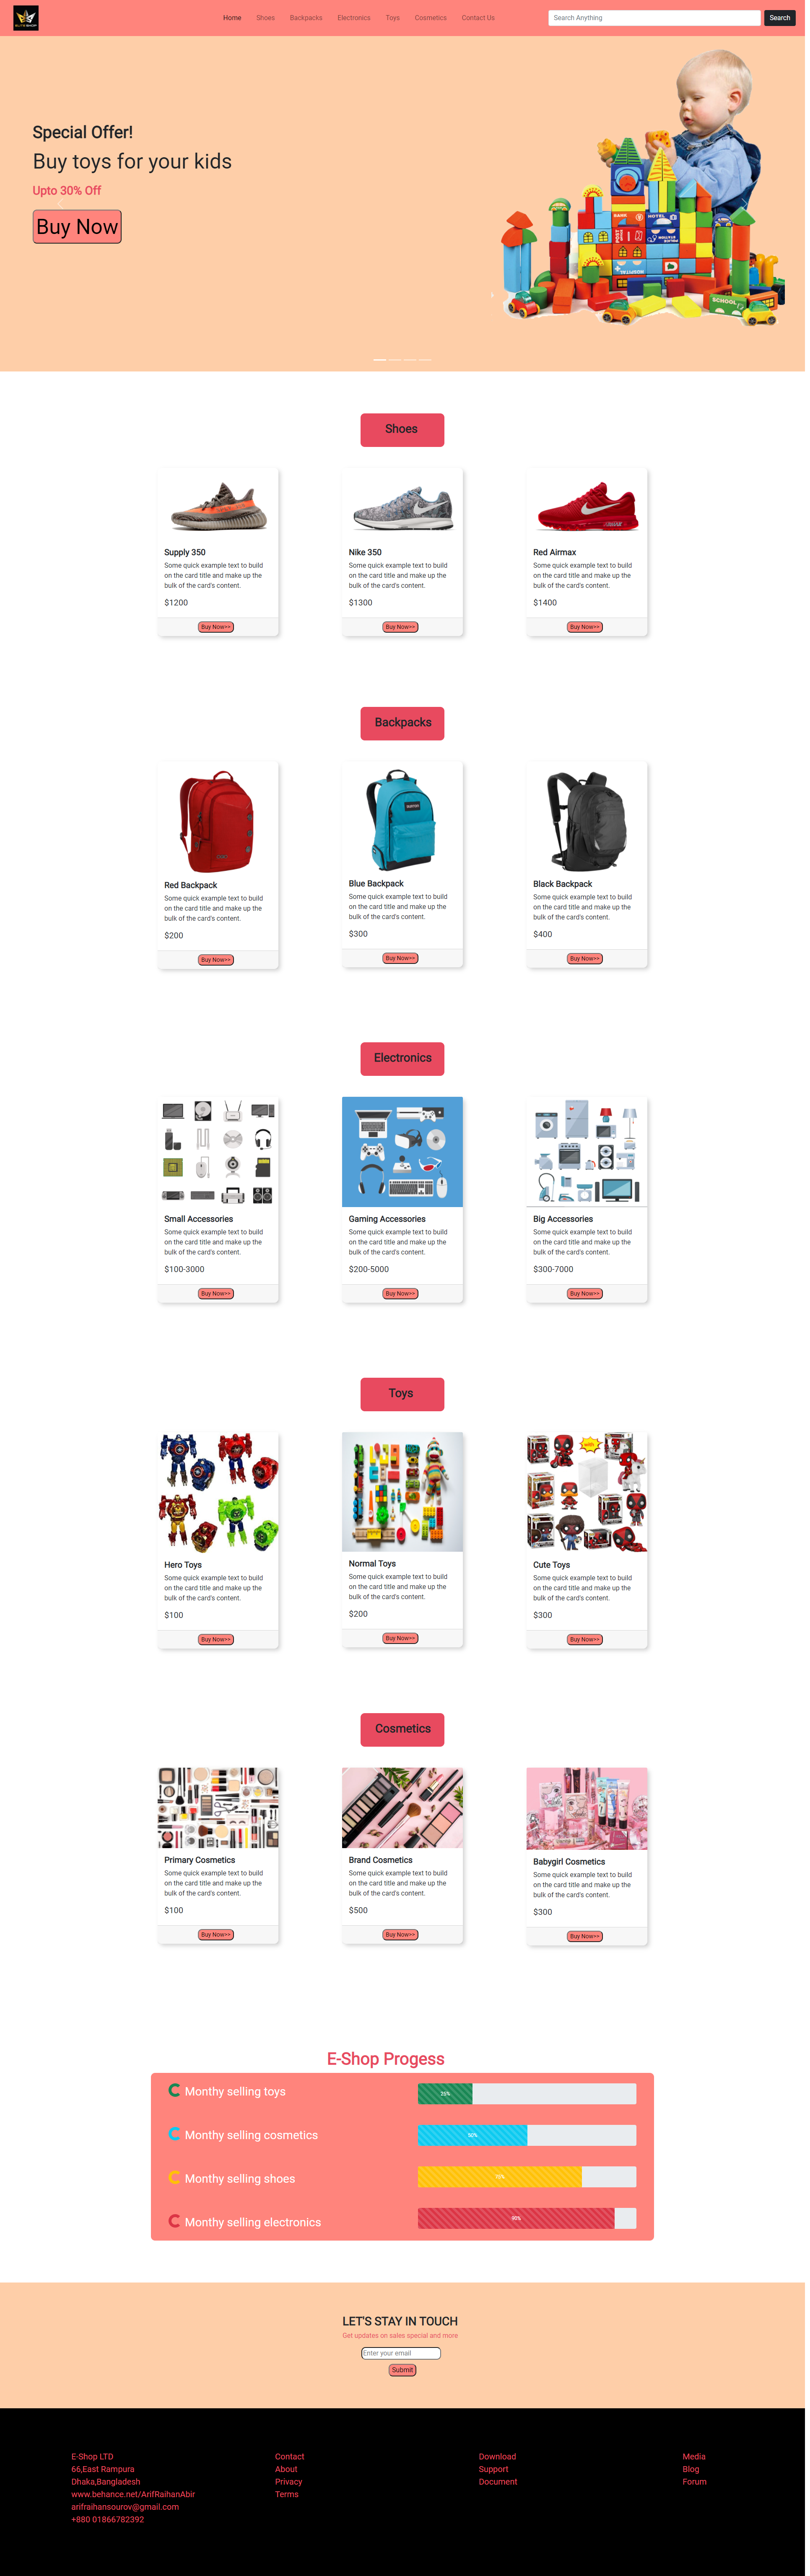 ELITE SHOP
Home Shoes Backpacks Electronics Toys Cosmetics Contact Us Search Anything Search
Special Offer!
Buy toys for your kids
Upto 30% Off
Buy Now
BANK HOTEL
HOSPITAL
SCHOOL
Shoes
Supply 350 Nike 350 Red Airmax
Some quick example text to build Some quick example text to build Some quick example text to build
on the card title and make up the on the card title and make up the on the card title and make up the
bulk of the card's content. bulk of the card's content. bulk of the card's content.
$1200 $1300 $1400
Buy Now>> Buy Now>> Buy Now>>
Backpacks
Red Backpack Blue Backpack Black Backpack
Some quick example text to build Some quick example text to build Some quick example text to build
on the card title and make up the on the card title and make up the on the card title and make up the
bulk of the card's content. bulk of the card's content. bulk of the card's content.
$200 $300 $400
Buy Now>> Buy Now>> Buy Now>>
Electronics
Small Accessories Gaming Accessories Big Accessories
Some quick example text to build Some quick example text to build Some quick example text to build
on the card title and make up the on the card title and make up the on the card title and make up the
bulk of the card's content. bulk of the card's content. bulk of the card's content.
$100-3000 $200-5000 $300-7000
Buy Now>> Buy Now>> Buy Now>>
Toys
Hero Toys Normal Toys Cute Toys
Some quick example text to build Some quick example text to build Some quick example text to build
on the card title and make up the on the card title and make up the on the card title and make up the
bulk of the card's content. bulk of the card's content. bulk of the card's content.
$100 $200 $300
Buy Now>> Buy Now>> Buy Now>>
Cosmetics
Primary Cosmetics Brand Cosmetics Babygirl Cosmetics
Some quick example text to build Some quick example text to build Some quick example text to build
on the card title and make up the on the card title and make up the on the card title and make up the
bulk of the card's content. bulk of the card's content. bulk of the card's content.
$100 $500 $300
Buy Now>> Buy Now>> Buy Now>>
E-Shop Progess
Monthy selling toys 25%
Monthy selling cosmetics 50%
Monthy selling shoes 75%
Monthy selling electronics 90%
LET'S STAY IN TOUCH
Get updates on sales special and more
Enter your email
Submit
E-Shop LTD Contact Download Media
66,East Rampura About Support Blog
Dhaka,Bangladesh Privacy Document Forum
www.behance.net/ArifRaihanAbir Terms
arifraihansourov@gmail.com
+880 01866782392